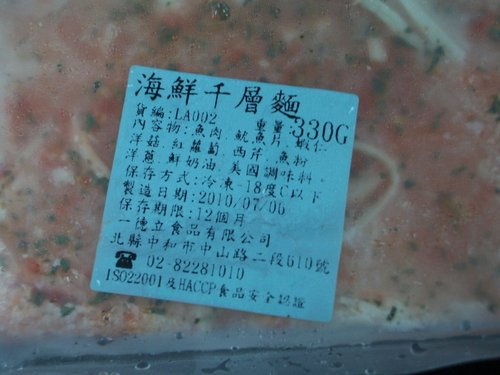 海鮮千層麵
貨編:LA002 重量:330G
內容物:魚肉、魷魚片、蝦仁
洋菇、紅蘿蔔、西芹、魚粉
洋蔥、鮮奶油、美國調味料、
保存方式:冷凍-18度C以下
製造日期:2010/07/06
保存期限:12個月
一德立食品有限公司
北縣中和市中山路二段610號
☎ 02-82281010
ISO22001及HACCP食品安全認證